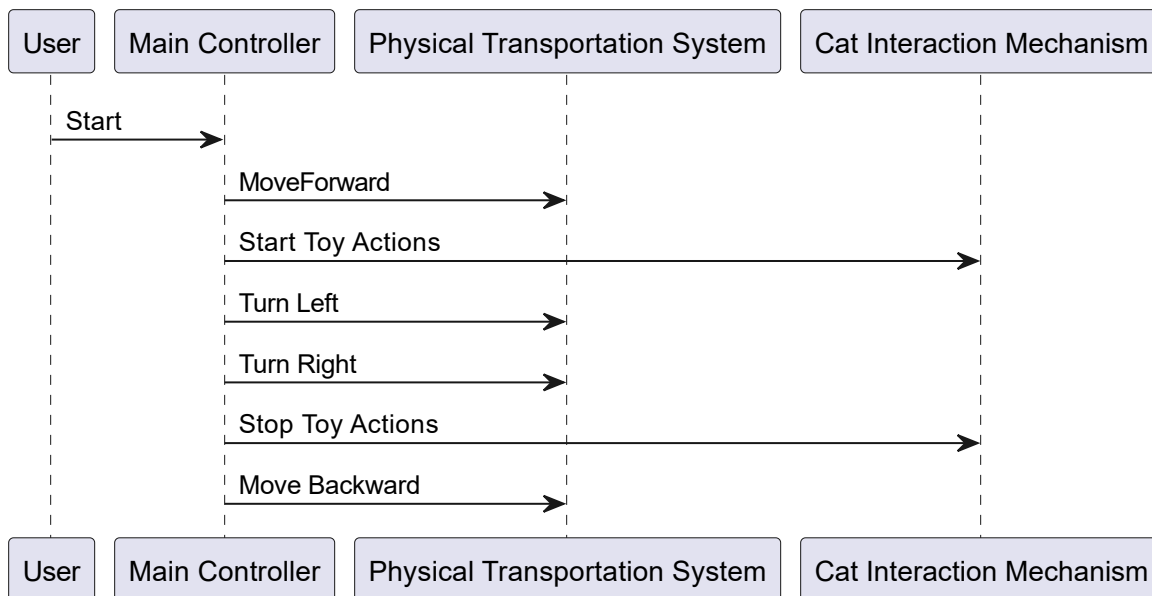 User
Main Controller
Physical Transportation System
Cat Interaction Mechanism
Start
MoveForward
Start Toy Actions
Turn Left
Turn Right
Stop Toy Actions
Move Backward
User
Main Controller
Physical Transportation System
Cat Interaction Mechanism